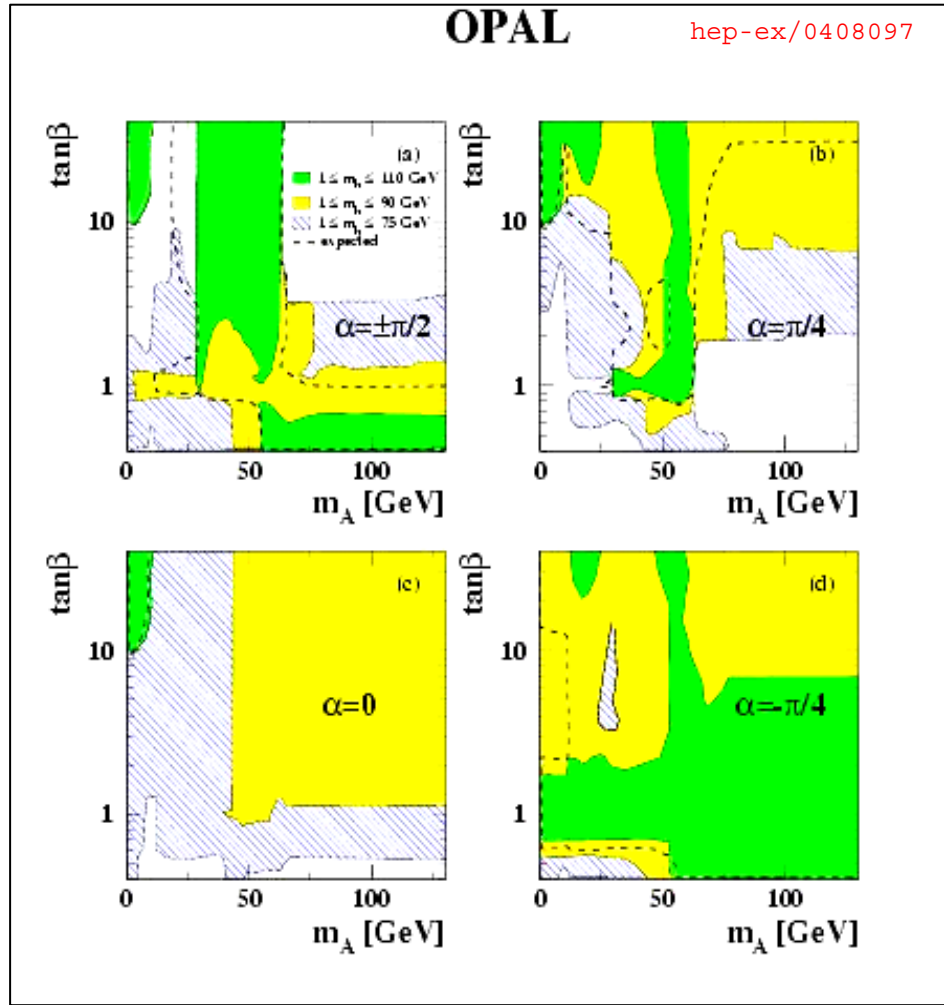 OPAL
hep-ex/0408097
tanβ
(a)
1 ≤ m_h ≤ 110 GeV
1 ≤ m_h ≤ 90 GeV
1 ≤ m_h ≤ 75 GeV
expected
10
1
α=±π/2
0 50 100
m_A [GeV]
tanβ
(b)
10
1
α=π/4
0 50 100
m_A [GeV]
tanβ
(c)
10
1
α=0
0 50 100
m_A [GeV]
tanβ
(d)
10
1
α=-π/4
0 50 100
m_A [GeV]